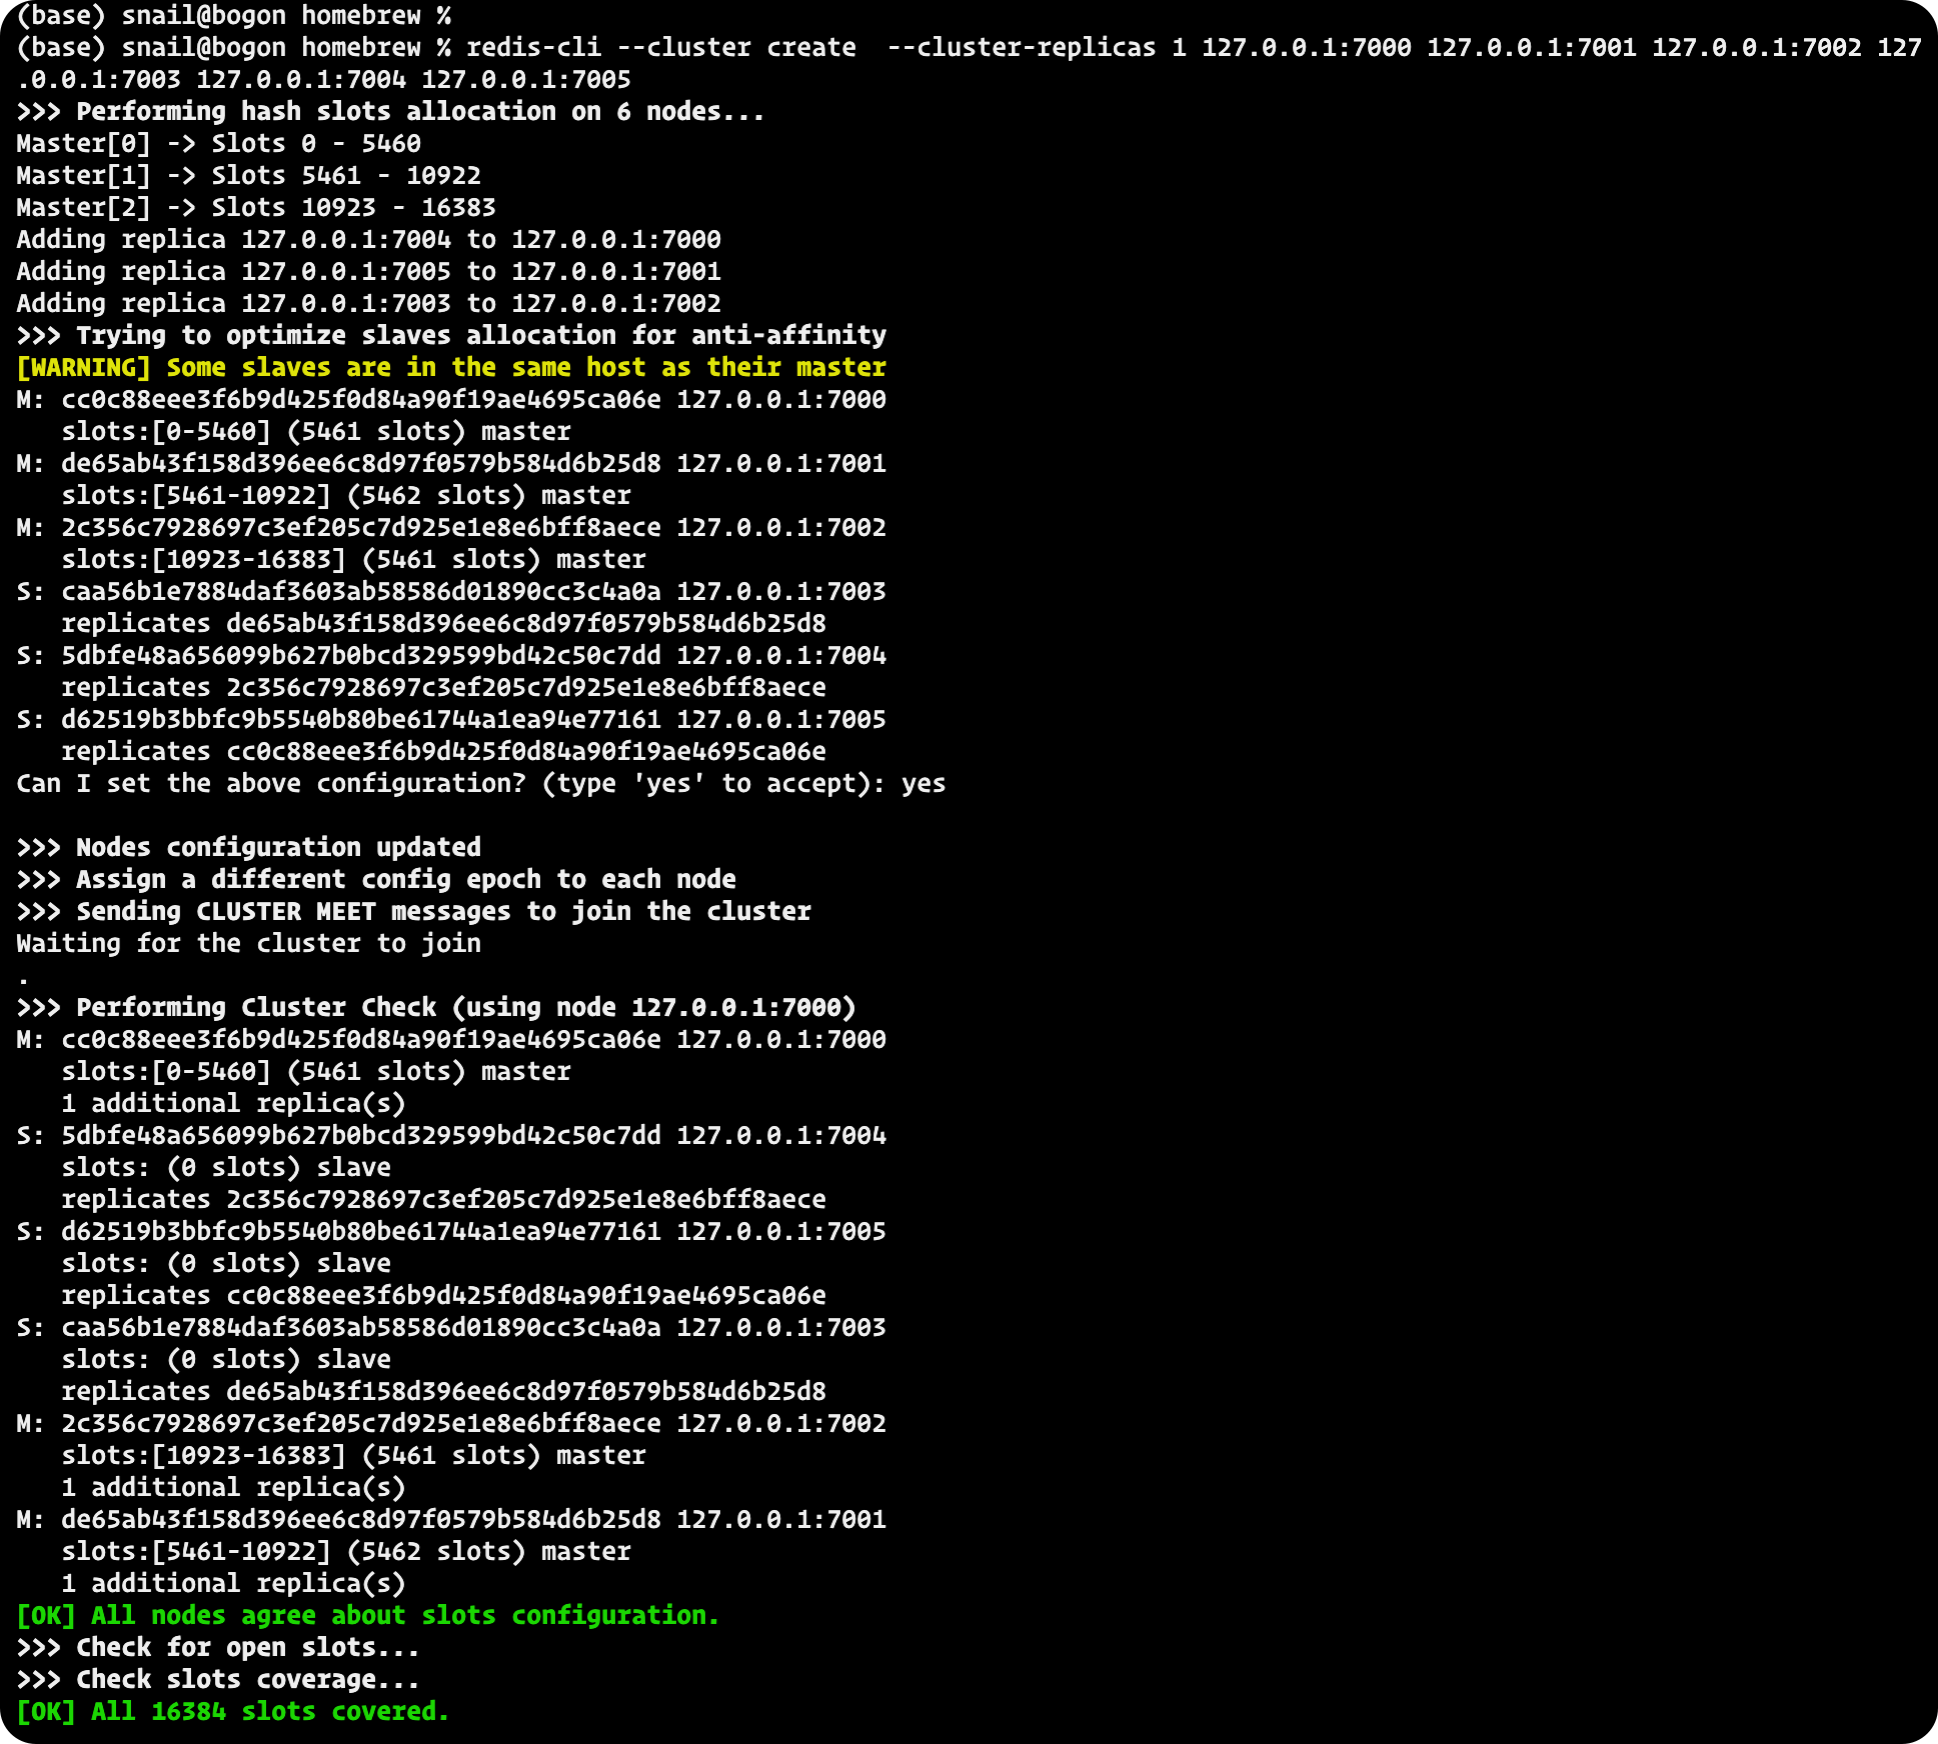 (base) snail@bogon homebrew %
(base) snail@bogon homebrew % redis-cli --cluster create  --cluster-replicas 1 127.0.0.1:7000 127.0.0.1:7001 127.0.0.1:7002 127
.0.0.1:7003 127.0.0.1:7004 127.0.0.1:7005
>>> Performing hash slots allocation on 6 nodes...
Master[0] -> Slots 0 - 5460
Master[1] -> Slots 5461 - 10922
Master[2] -> Slots 10923 - 16383
Adding replica 127.0.0.1:7004 to 127.0.0.1:7000
Adding replica 127.0.0.1:7005 to 127.0.0.1:7001
Adding replica 127.0.0.1:7003 to 127.0.0.1:7002
>>> Trying to optimize slaves allocation for anti-affinity
[WARNING] Some slaves are in the same host as their master
M: cc0c88eee3f6b9d425f0d84a90f19ae4695ca06e 127.0.0.1:7000
   slots:[0-5460] (5461 slots) master
M: de65ab43f158d396ee6c8d97f0579b584d6b25d8 127.0.0.1:7001
   slots:[5461-10922] (5462 slots) master
M: 2c356c7928697c3ef205c7d925e1e8e6bff8aece 127.0.0.1:7002
   slots:[10923-16383] (5461 slots) master
S: caa56b1e7884daf3603ab58586d01890cc3c4a0a 127.0.0.1:7003
   replicates de65ab43f158d396ee6c8d97f0579b584d6b25d8
S: 5dbfe48a656099b627b0bcd329599bd42c50c7dd 127.0.0.1:7004
   replicates 2c356c7928697c3ef205c7d925e1e8e6bff8aece
S: d62519b3bbfc9b5540b80be61744a1ea94e77161 127.0.0.1:7005
   replicates cc0c88eee3f6b9d425f0d84a90f19ae4695ca06e
Can I set the above configuration? (type 'yes' to accept): yes

>>> Nodes configuration updated
>>> Assign a different config epoch to each node
>>> Sending CLUSTER MEET messages to join the cluster
Waiting for the cluster to join
.
>>> Performing Cluster Check (using node 127.0.0.1:7000)
M: cc0c88eee3f6b9d425f0d84a90f19ae4695ca06e 127.0.0.1:7000
   slots:[0-5460] (5461 slots) master
   1 additional replica(s)
S: 5dbfe48a656099b627b0bcd329599bd42c50c7dd 127.0.0.1:7004
   slots: (0 slots) slave
   replicates 2c356c7928697c3ef205c7d925e1e8e6bff8aece
S: d62519b3bbfc9b5540b80be61744a1ea94e77161 127.0.0.1:7005
   slots: (0 slots) slave
   replicates cc0c88eee3f6b9d425f0d84a90f19ae4695ca06e
S: caa56b1e7884daf3603ab58586d01890cc3c4a0a 127.0.0.1:7003
   slots: (0 slots) slave
   replicates de65ab43f158d396ee6c8d97f0579b584d6b25d8
M: 2c356c7928697c3ef205c7d925e1e8e6bff8aece 127.0.0.1:7002
   slots:[10923-16383] (5461 slots) master
   1 additional replica(s)
M: de65ab43f158d396ee6c8d97f0579b584d6b25d8 127.0.0.1:7001
   slots:[5461-10922] (5462 slots) master
   1 additional replica(s)
[OK] All nodes agree about slots configuration.
>>> Check for open slots...
>>> Check slots coverage...
[OK] All 16384 slots covered.